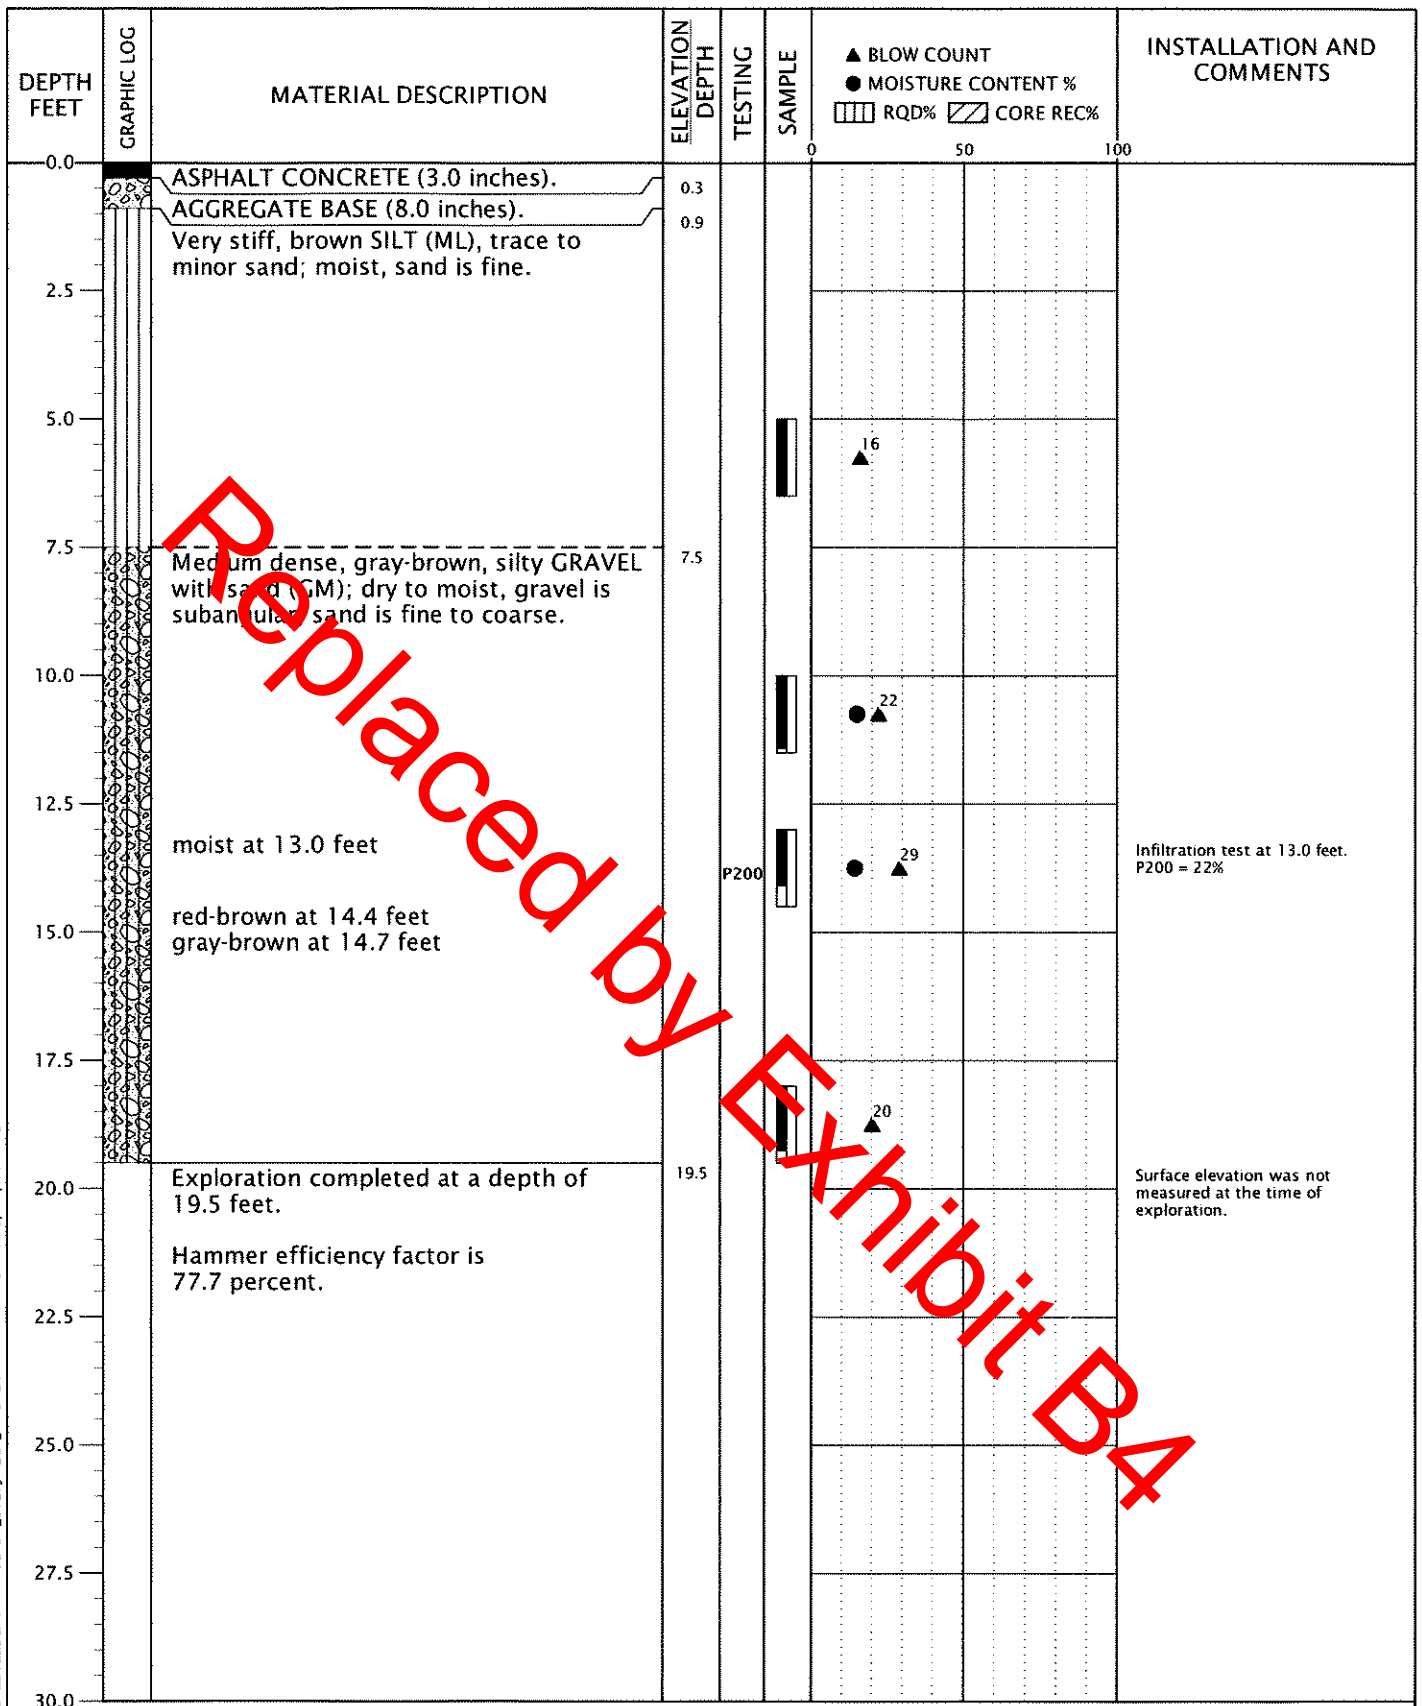 DEPTH
FEET
GRAPHIC LOG
MATERIAL DESCRIPTION
ELEVATION
DEPTH
TESTING
SAMPLE
▲ BLOW COUNT
● MOISTURE CONTENT %
RQD% CORE REC%
INSTALLATION AND
COMMENTS
0 50 100
0.0
ASPHALT CONCRETE (3.0 inches).
0.3
AGGREGATE BASE (8.0 inches).
0.9
Very stiff, brown SILT (ML), trace to
minor sand; moist, sand is fine.
2.5
5.0
16
7.5
Medium dense, gray-brown, silty GRAVEL
with sand (GM); dry to moist, gravel is
subangular, sand is fine to coarse.
7.5
10.0
22
12.5
moist at 13.0 feet
P200
29
Infiltration test at 13.0 feet.
P200 = 22%
red-brown at 14.4 feet
gray-brown at 14.7 feet
15.0
17.5
20
Exploration completed at a depth of
19.5 feet.
19.5
Surface elevation was not
measured at the time of
exploration.
20.0
Hammer efficiency factor is
77.7 percent.
22.5
25.0
27.5
30.0
Replaced by Exhibit B4